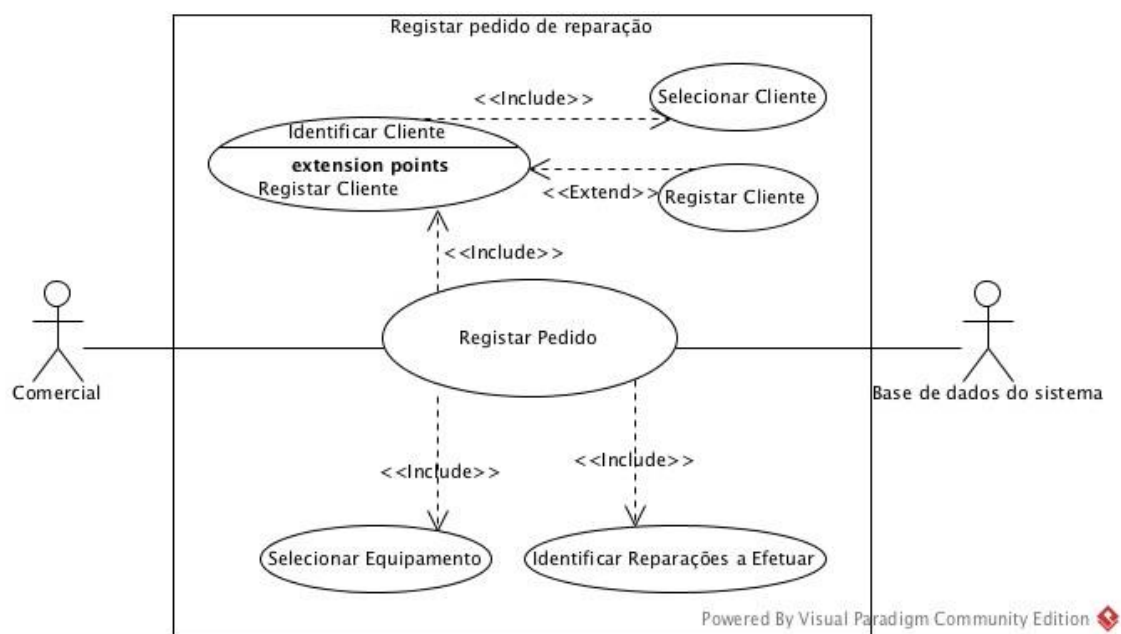 Registar pedido de reparação
<<Include>>
Selecionar Cliente
Identificar Cliente
extension points
Registar Cliente
<<Extend>>
Registar Cliente
<<Include>>
Registar Pedido
Comercial
Base de dados do sistema
<<Include>>
<<Include>>
Selecionar Equipamento
Identificar Reparações a Efetuar
Powered By Visual Paradigm Community Edition